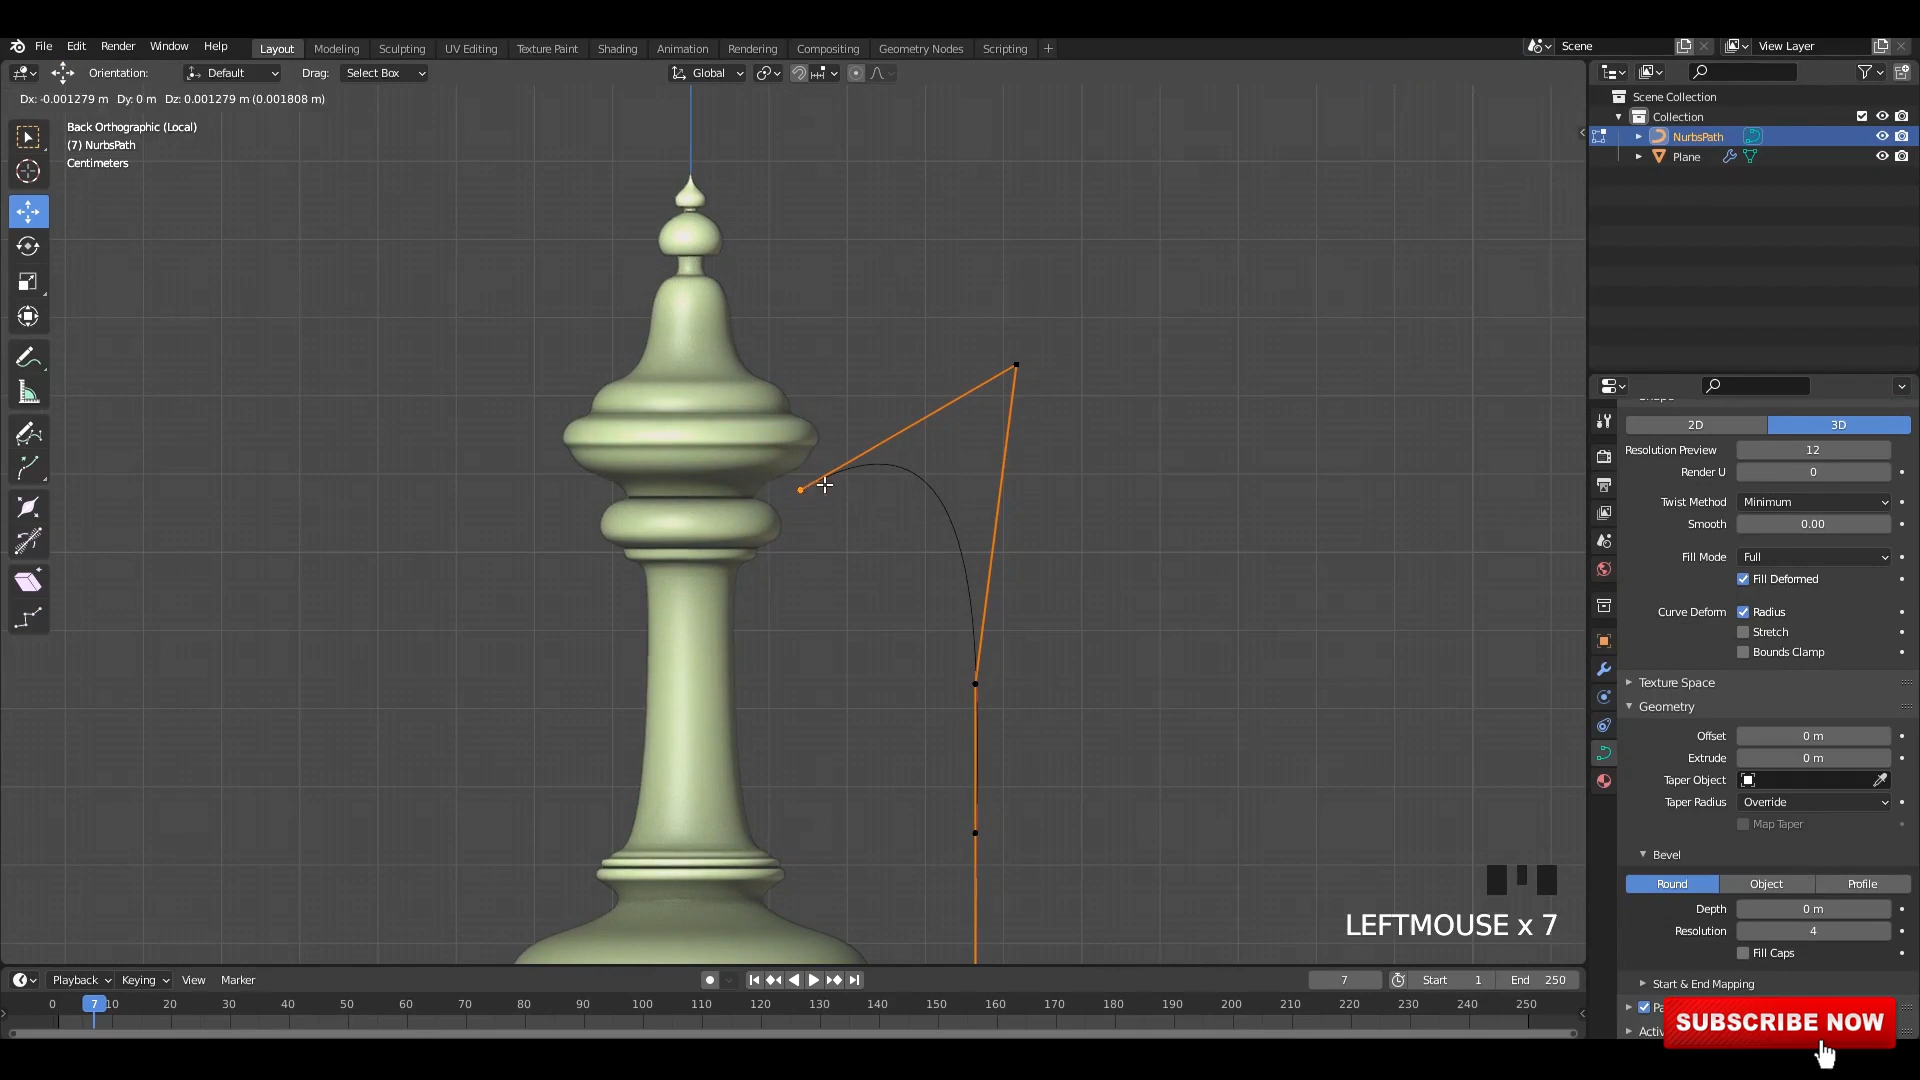 File Edit Render Window Help Layout Modeling Sculpting UV Editing Texture Paint Shading Animation Rendering Compositing Geometry Nodes Scripting + Scene View Layer
Orientation: Default Drag: Select Box Global
Dx: -0.001279 m Dy: 0 m Dz: 0.001279 m (0.001808 m)
Back Orthographic (Local)
(7) NurbsPath
Centimeters
Scene Collection
Collection
NurbsPath
Plane
2D 3D
Resolution Preview 12
Render U 0
Twist Method Minimum
Smooth 0.00
Fill Mode Full
Fill Deformed
Curve Deform Radius
Stretch
Bounds Clamp
Texture Space
Geometry
Offset 0 m
Extrude 0 m
Taper Object
Taper Radius Override
Map Taper
Bevel
Round Object Profile
Depth 0 m
Resolution 4
Fill Caps
Start & End Mapping
SUBSCRIBE NOW
LEFTMOUSE x 7
Playback Keying View Marker 7 Start 1 End 250
0 7 10 20 30 40 50 60 70 80 90 100 110 120 130 140 150 160 170 180 190 200 210 220 230 240 250